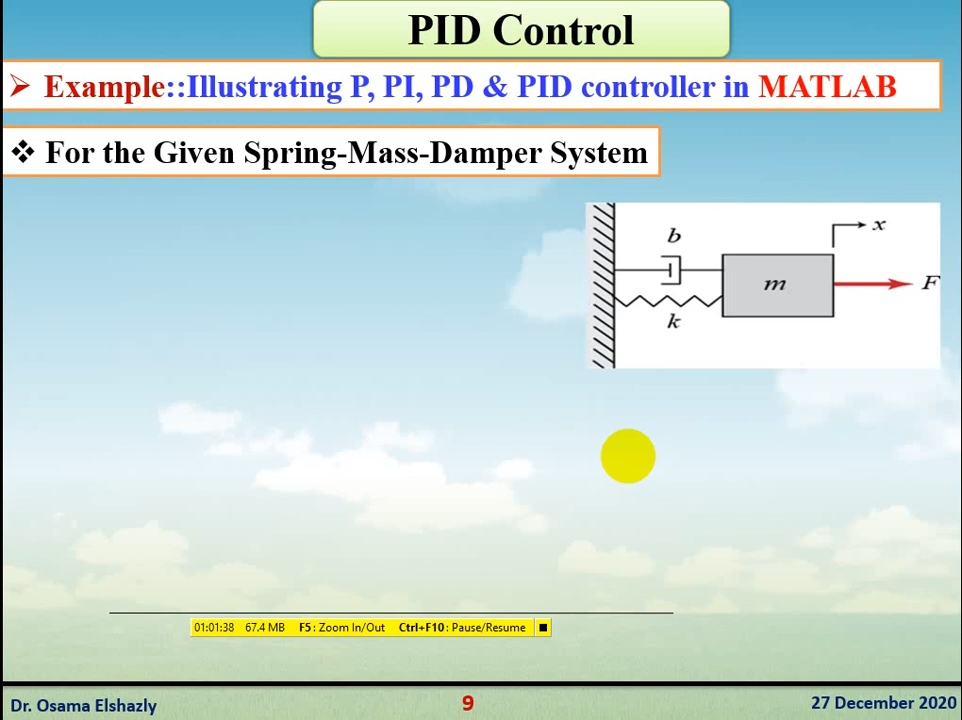 PID Control
➢ Example::Illustrating P, PI, PD & PID controller in MATLAB
❖ For the Given Spring-Mass-Damper System
b
x
m
F
k
01:01:38 67.4 MB F5: Zoom In/Out Ctrl+F10: Pause/Resume
Dr. Osama Elshazly 9 27 December 2020